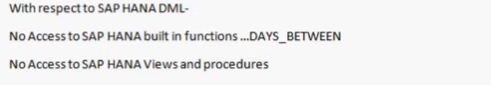 With respect to SAP HANA DML-
No Access to SAP HANA built in functions ...DAYS_BETWEEN
No Access to SAP HANA Views and procedures